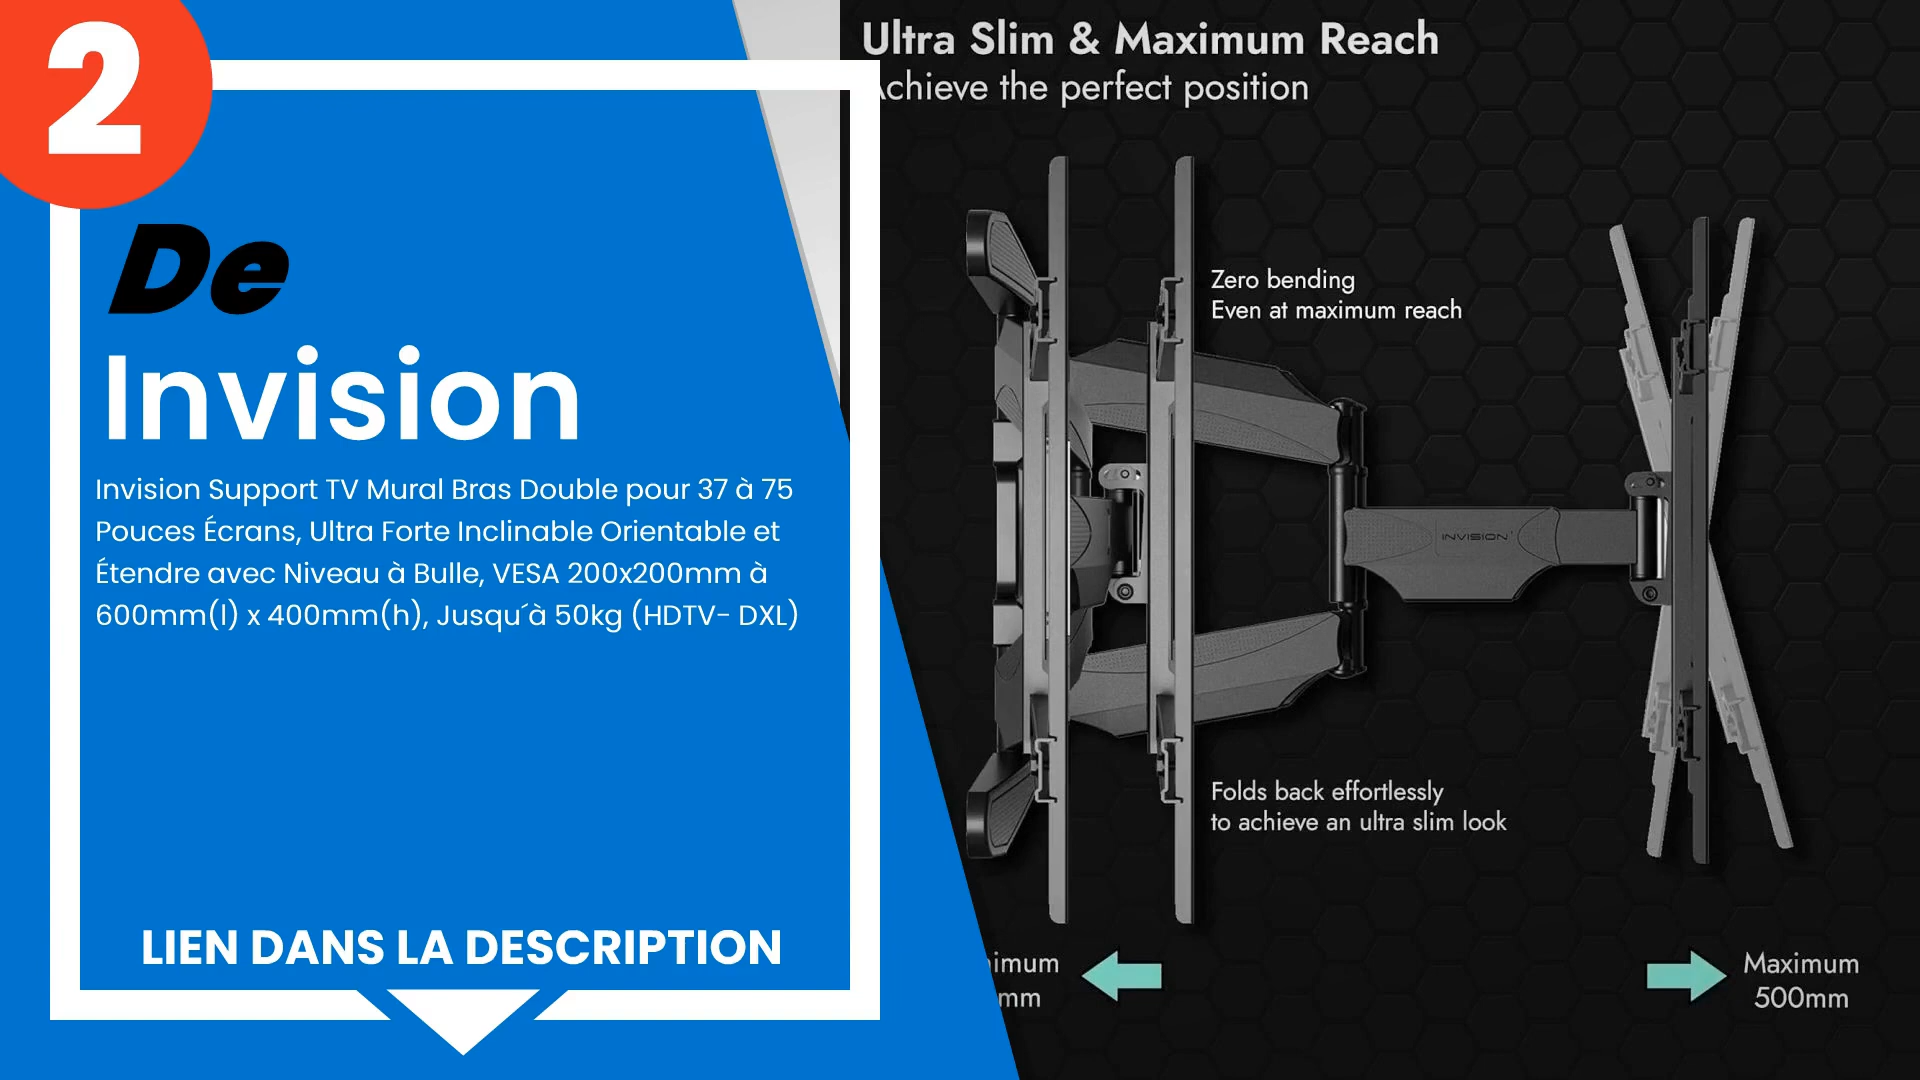 2
De
Invision
Invision Support TV Mural Bras Double pour 37 à 75
Pouces Écrans, Ultra Forte Inclinable Orientable et
Étendre avec Niveau à Bulle, VESA 200x200mm à
600mm(l) x 400mm(h), Jusqu´à 50kg (HDTV- DXL)
LIEN DANS LA DESCRIPTION
Ultra Slim & Maximum Reach
Achieve the perfect position
Zero bending
Even at maximum reach
INVISION
Folds back effortlessly
to achieve an ultra slim look
mm
Maximum
500mm